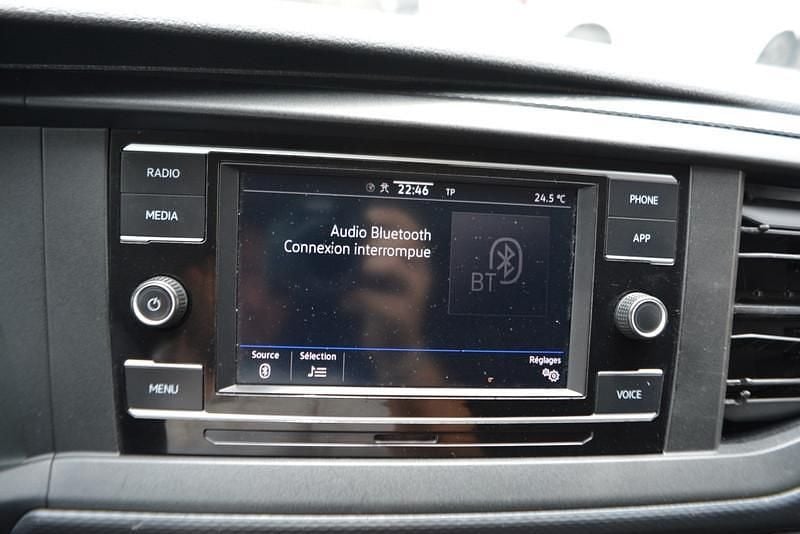 RADIO
MEDIA
MENU
22:46 TP 24.5 °C
Audio Bluetooth
Connexion interrompue
BT
Source Sélection Réglages
PHONE
APP
VOICE